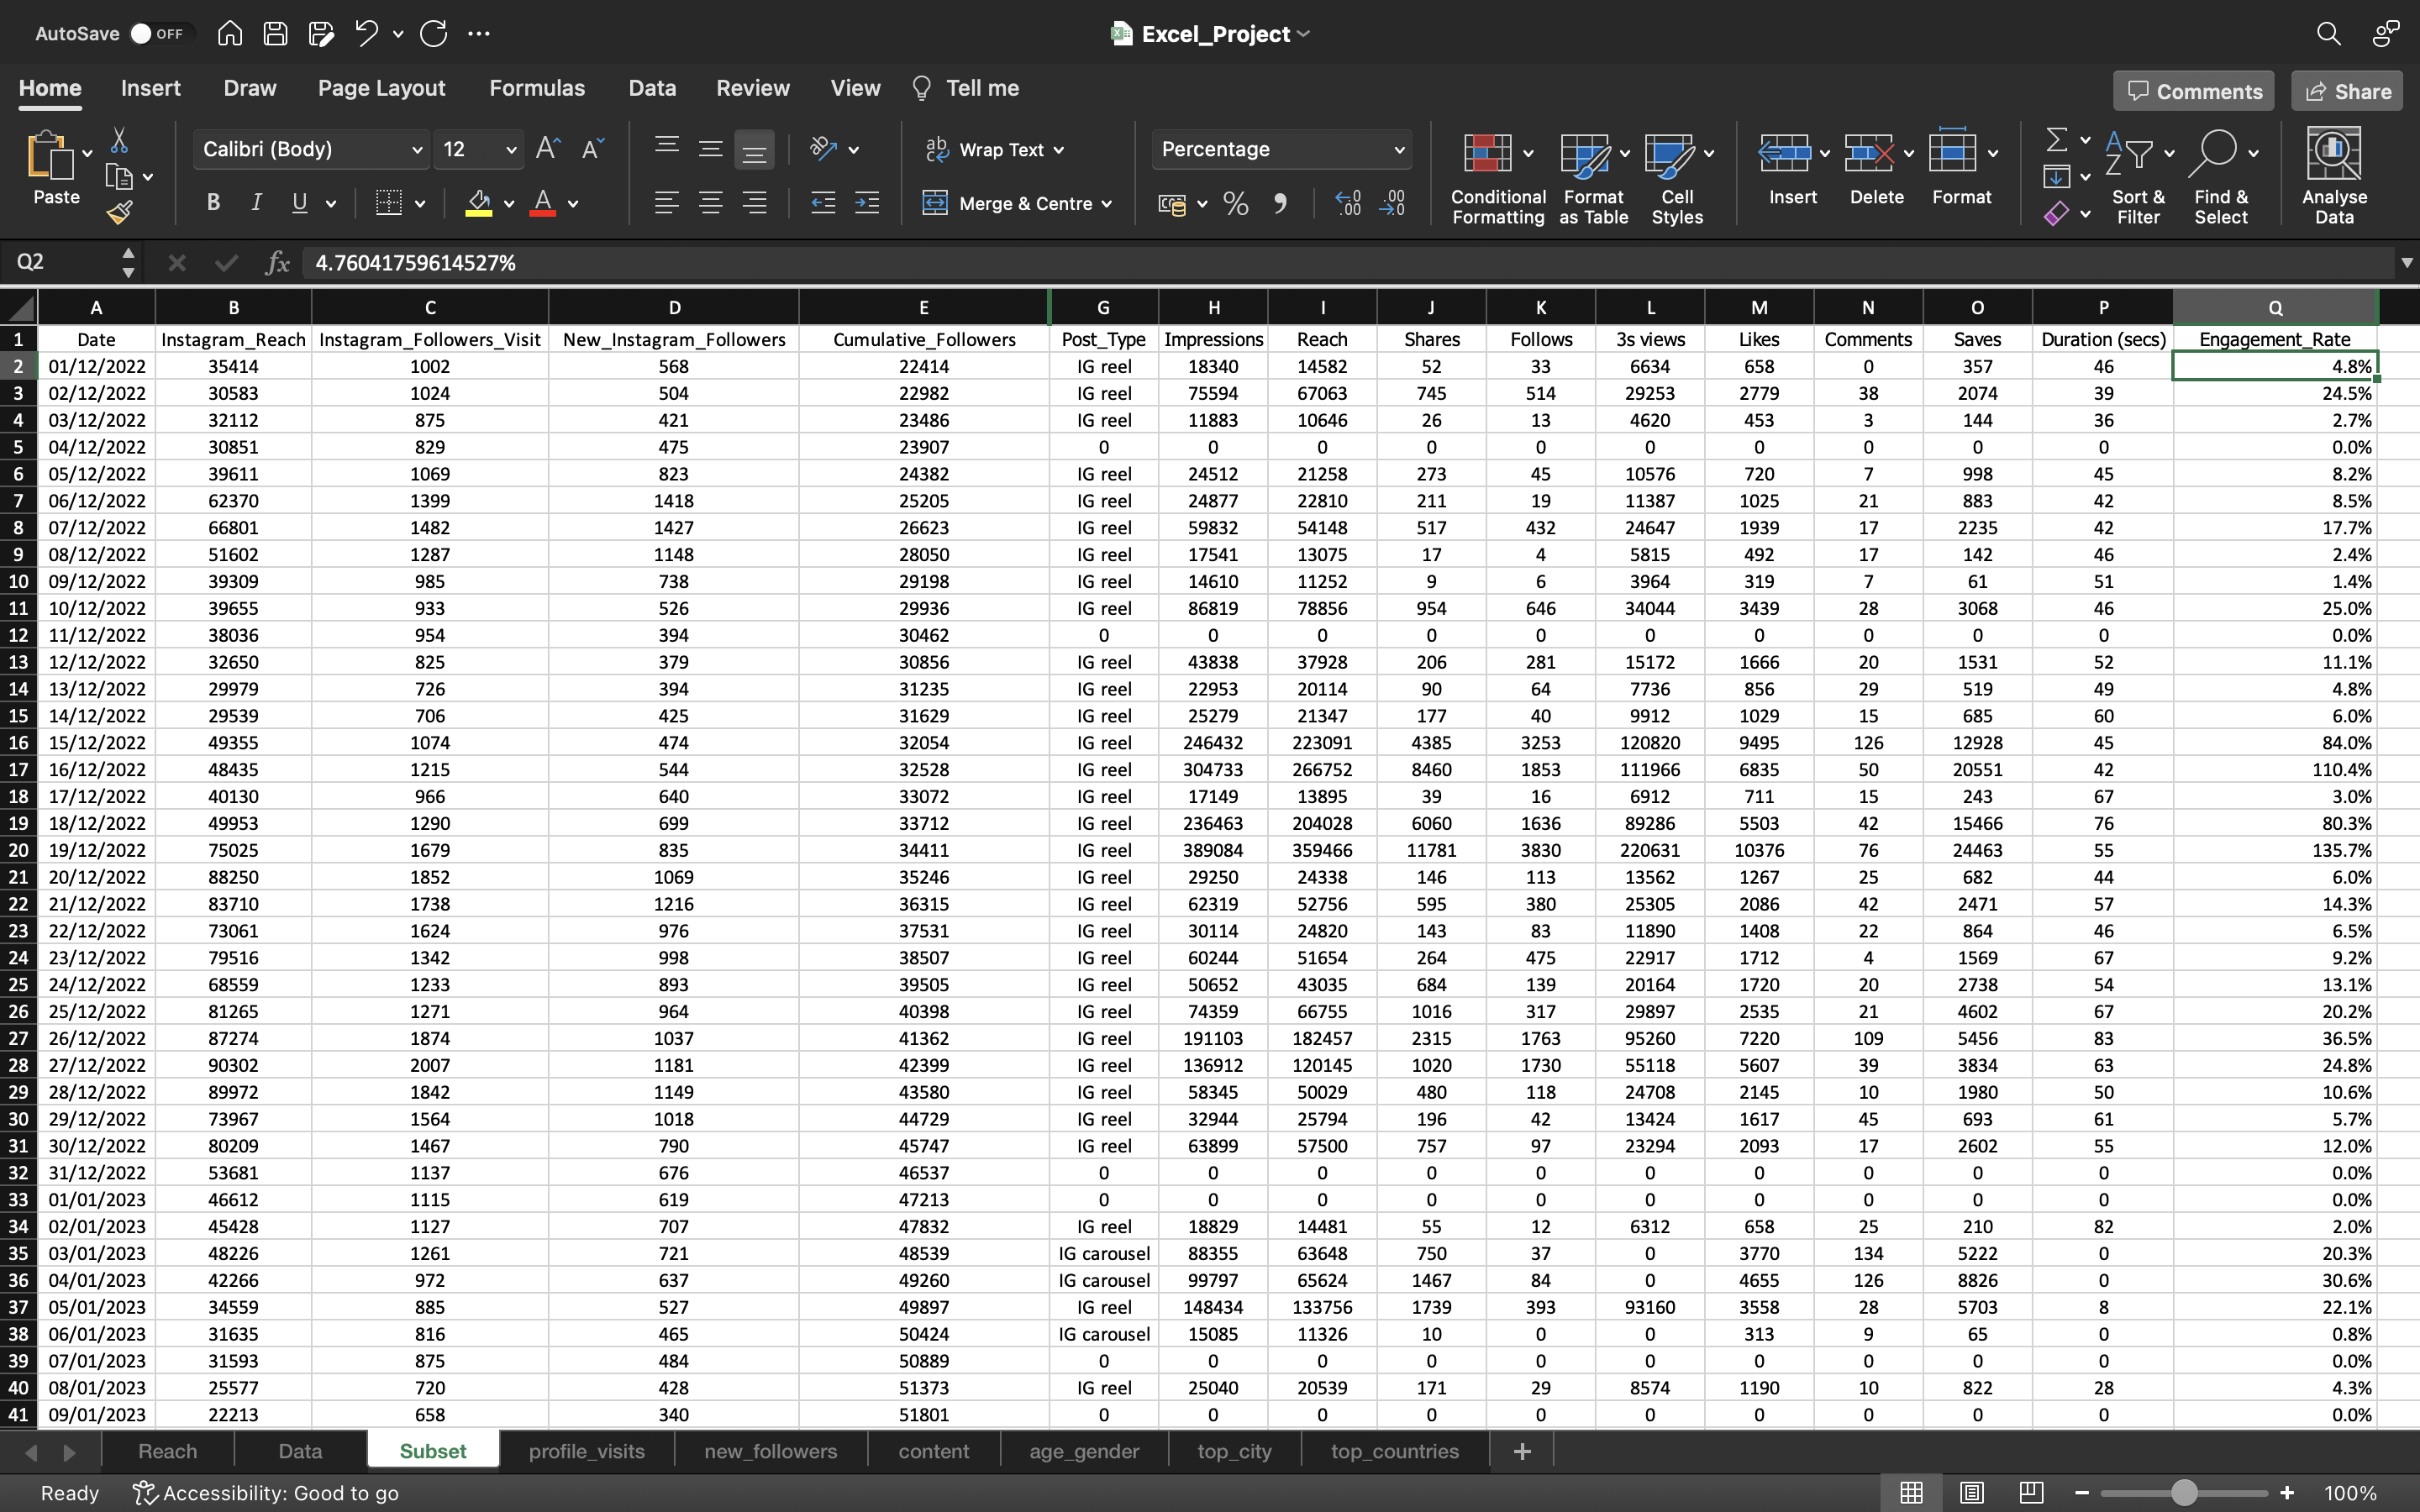 AutoSave OFF Excel_Project
Home Insert Draw Page Layout Formulas Data Review View Tell me Comments Share
Paste Calibri (Body) 12 Wrap Text Merge & Centre Percentage Conditional Formatting Format as Table Cell Styles Insert Delete Format Sort & Filter Find & Select Analyse Data
Q2 fx 4.76041759614527%
A B C D E G H I J K L M N O P Q
1 Date Instagram_Reach Instagram_Followers_Visit New_Instagram_Followers Cumulative_Followers Post_Type Impressions Reach Shares Follows 3s views Likes Comments Saves Duration (secs) Engagement_Rate
2 01/12/2022 35414 1002 568 22414 IG reel 18340 14582 52 33 6634 658 0 357 46 4.8%
3 02/12/2022 30583 1024 504 22982 IG reel 75594 67063 745 514 29253 2779 38 2074 39 24.5%
4 03/12/2022 32112 875 421 23486 IG reel 11883 10646 26 13 4620 453 3 144 36 2.7%
5 04/12/2022 30851 829 475 23907 0 0 0 0 0 0 0 0 0 0 0.0%
6 05/12/2022 39611 1069 823 24382 IG reel 24512 21258 273 45 10576 720 7 998 45 8.2%
7 06/12/2022 62370 1399 1418 25205 IG reel 24877 22810 211 19 11387 1025 21 883 42 8.5%
8 07/12/2022 66801 1482 1427 26623 IG reel 59832 54148 517 432 24647 1939 17 2235 42 17.7%
9 08/12/2022 51602 1287 1148 28050 IG reel 17541 13075 17 4 5815 492 17 142 46 2.4%
10 09/12/2022 39309 985 738 29198 IG reel 14610 11252 9 6 3964 319 7 61 51 1.4%
11 10/12/2022 39655 933 526 29936 IG reel 86819 78856 954 646 34044 3439 28 3068 46 25.0%
12 11/12/2022 38036 954 394 30462 0 0 0 0 0 0 0 0 0 0 0.0%
13 12/12/2022 32650 825 379 30856 IG reel 43838 37928 206 281 15172 1666 20 1531 52 11.1%
14 13/12/2022 29979 726 394 31235 IG reel 22953 20114 90 64 7736 856 29 519 49 4.8%
15 14/12/2022 29539 706 425 31629 IG reel 25279 21347 177 40 9912 1029 15 685 60 6.0%
16 15/12/2022 49355 1074 474 32054 IG reel 246432 223091 4385 3253 120820 9495 126 12928 45 84.0%
17 16/12/2022 48435 1215 544 32528 IG reel 304733 266752 8460 1853 111966 6835 50 20551 42 110.4%
18 17/12/2022 40130 966 640 33072 IG reel 17149 13895 39 16 6912 711 15 243 67 3.0%
19 18/12/2022 49953 1290 699 33712 IG reel 236463 204028 6060 1636 89286 5503 42 15466 76 80.3%
20 19/12/2022 75025 1679 835 34411 IG reel 389084 359466 11781 3830 220631 10376 76 24463 55 135.7%
21 20/12/2022 88250 1852 1069 35246 IG reel 29250 24338 146 113 13562 1267 25 682 44 6.0%
22 21/12/2022 83710 1738 1216 36315 IG reel 62319 52756 595 380 25305 2086 42 2471 57 14.3%
23 22/12/2022 73061 1624 976 37531 IG reel 30114 24820 143 83 11890 1408 22 864 46 6.5%
24 23/12/2022 79516 1342 998 38507 IG reel 60244 51654 264 475 22917 1712 4 1569 67 9.2%
25 24/12/2022 68559 1233 893 39505 IG reel 50652 43035 684 139 20164 1720 20 2738 54 13.1%
26 25/12/2022 81265 1271 964 40398 IG reel 74359 66755 1016 317 29897 2535 21 4602 67 20.2%
27 26/12/2022 87274 1874 1037 41362 IG reel 191103 182457 2315 1763 95260 7220 109 5456 83 36.5%
28 27/12/2022 90302 2007 1181 42399 IG reel 136912 120145 1020 1730 55118 5607 39 3834 63 24.8%
29 28/12/2022 89972 1842 1149 43580 IG reel 58345 50029 480 118 24708 2145 10 1980 50 10.6%
30 29/12/2022 73967 1564 1018 44729 IG reel 32944 25794 196 42 13424 1617 45 693 61 5.7%
31 30/12/2022 80209 1467 790 45747 IG reel 63899 57500 757 97 23294 2093 17 2602 55 12.0%
32 31/12/2022 53681 1137 676 46537 0 0 0 0 0 0 0 0 0 0 0.0%
33 01/01/2023 46612 1115 619 47213 0 0 0 0 0 0 0 0 0 0 0.0%
34 02/01/2023 45428 1127 707 47832 IG reel 18829 14481 55 12 6312 658 25 210 82 2.0%
35 03/01/2023 48226 1261 721 48539 IG carousel 88355 63648 750 37 0 3770 134 5222 0 20.3%
36 04/01/2023 42266 972 637 49260 IG carousel 99797 65624 1467 84 0 4655 126 8826 0 30.6%
37 05/01/2023 34559 885 527 49897 IG reel 148434 133756 1739 393 93160 3558 28 5703 8 22.1%
38 06/01/2023 31635 816 465 50424 IG carousel 15085 11326 10 0 0 313 9 65 0 0.8%
39 07/01/2023 31593 875 484 50889 0 0 0 0 0 0 0 0 0 0 0.0%
40 08/01/2023 25577 720 428 51373 IG reel 25040 20539 171 29 8574 1190 10 822 28 4.3%
41 09/01/2023 22213 658 340 51801 0 0 0 0 0 0 0 0 0 0 0.0%
Reach Data Subset profile_visits new_followers content age_gender top_city top_countries
Ready Accessibility: Good to go 100%